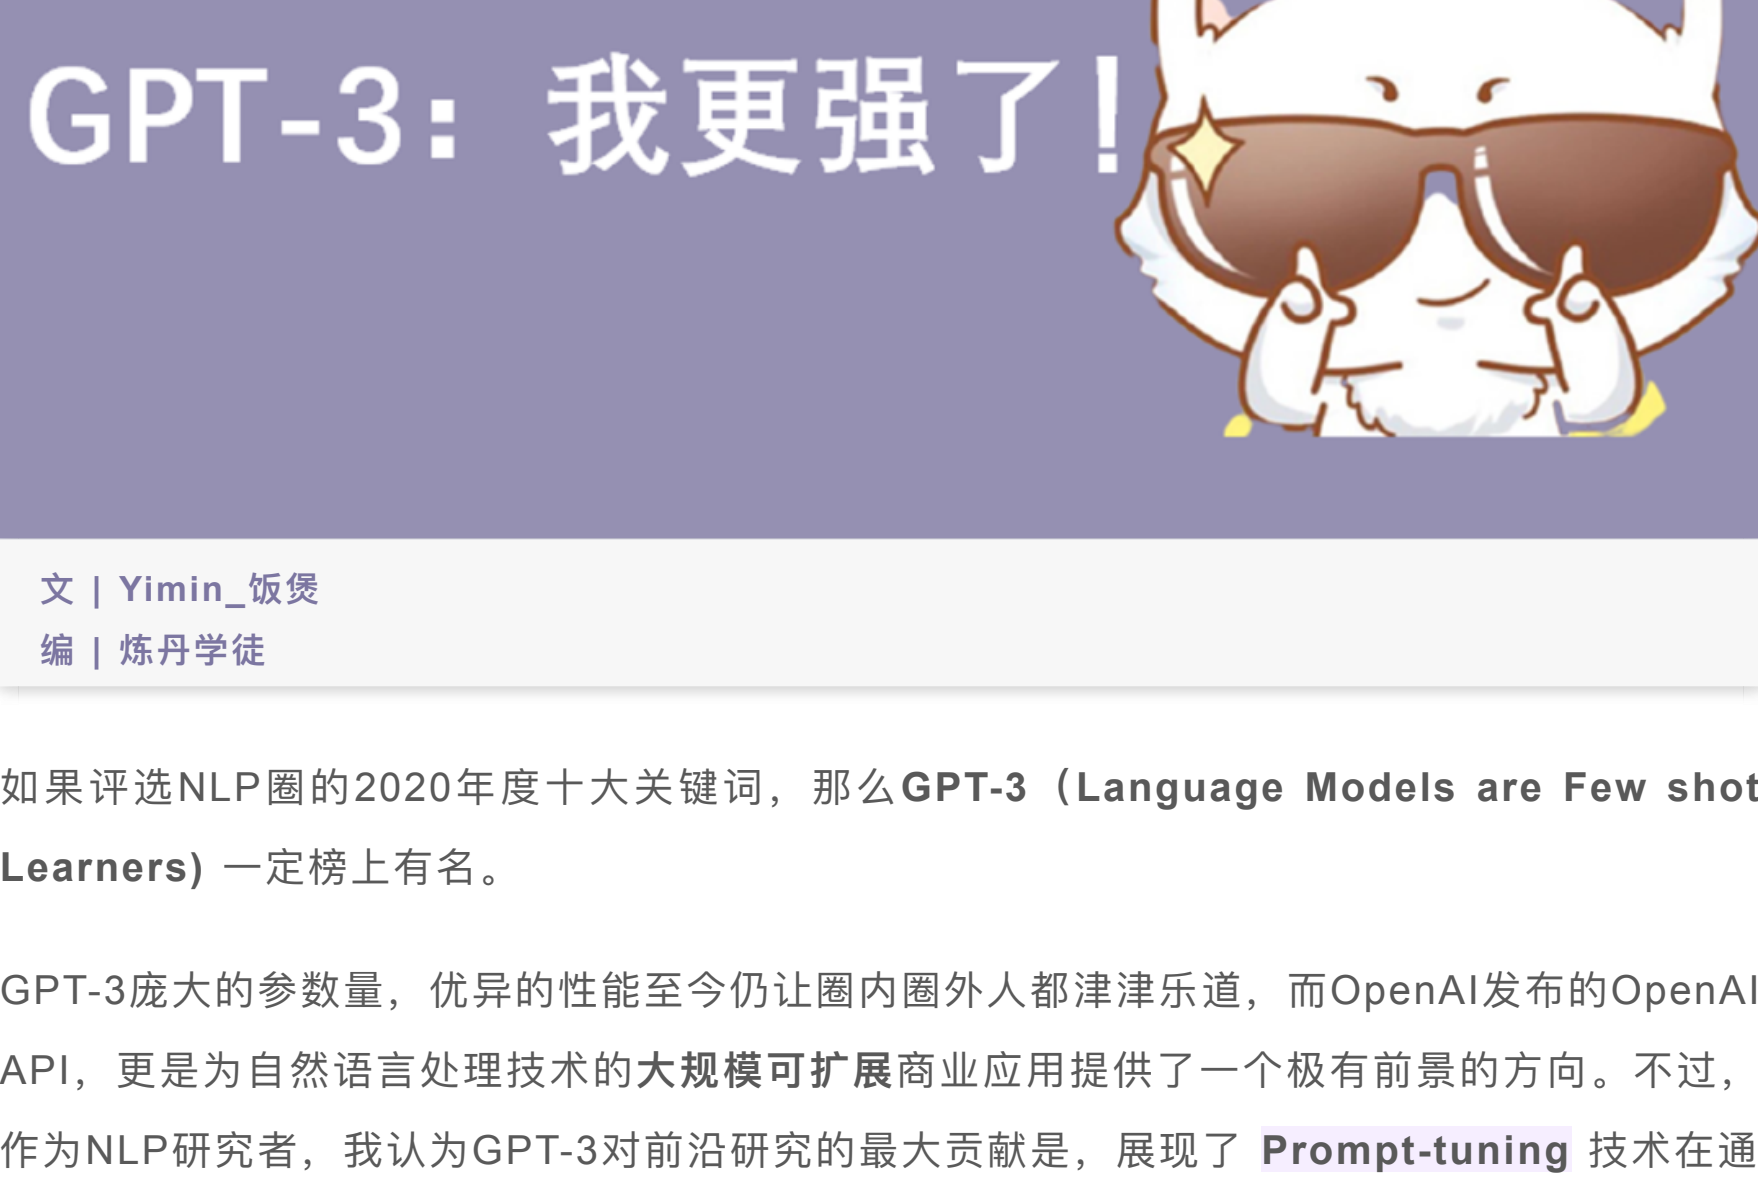 GPT-3：我更强了！
文 | Yimin_饭煲
编 | 炼丹学徒
如果评选NLP圈的2020年度十大关键词，那么GPT-3（Language Models are Few shot
Learners) 一定榜上有名。
GPT-3庞大的参数量，优异的性能至今仍让圈内圈外人都津津乐道，而OpenAI发布的OpenAI
API，更是为自然语言处理技术的大规模可扩展商业应用提供了一个极有前景的方向。不过，
作为NLP研究者，我认为GPT-3对前沿研究的最大贡献是，展现了 Prompt-tuning 技术在通